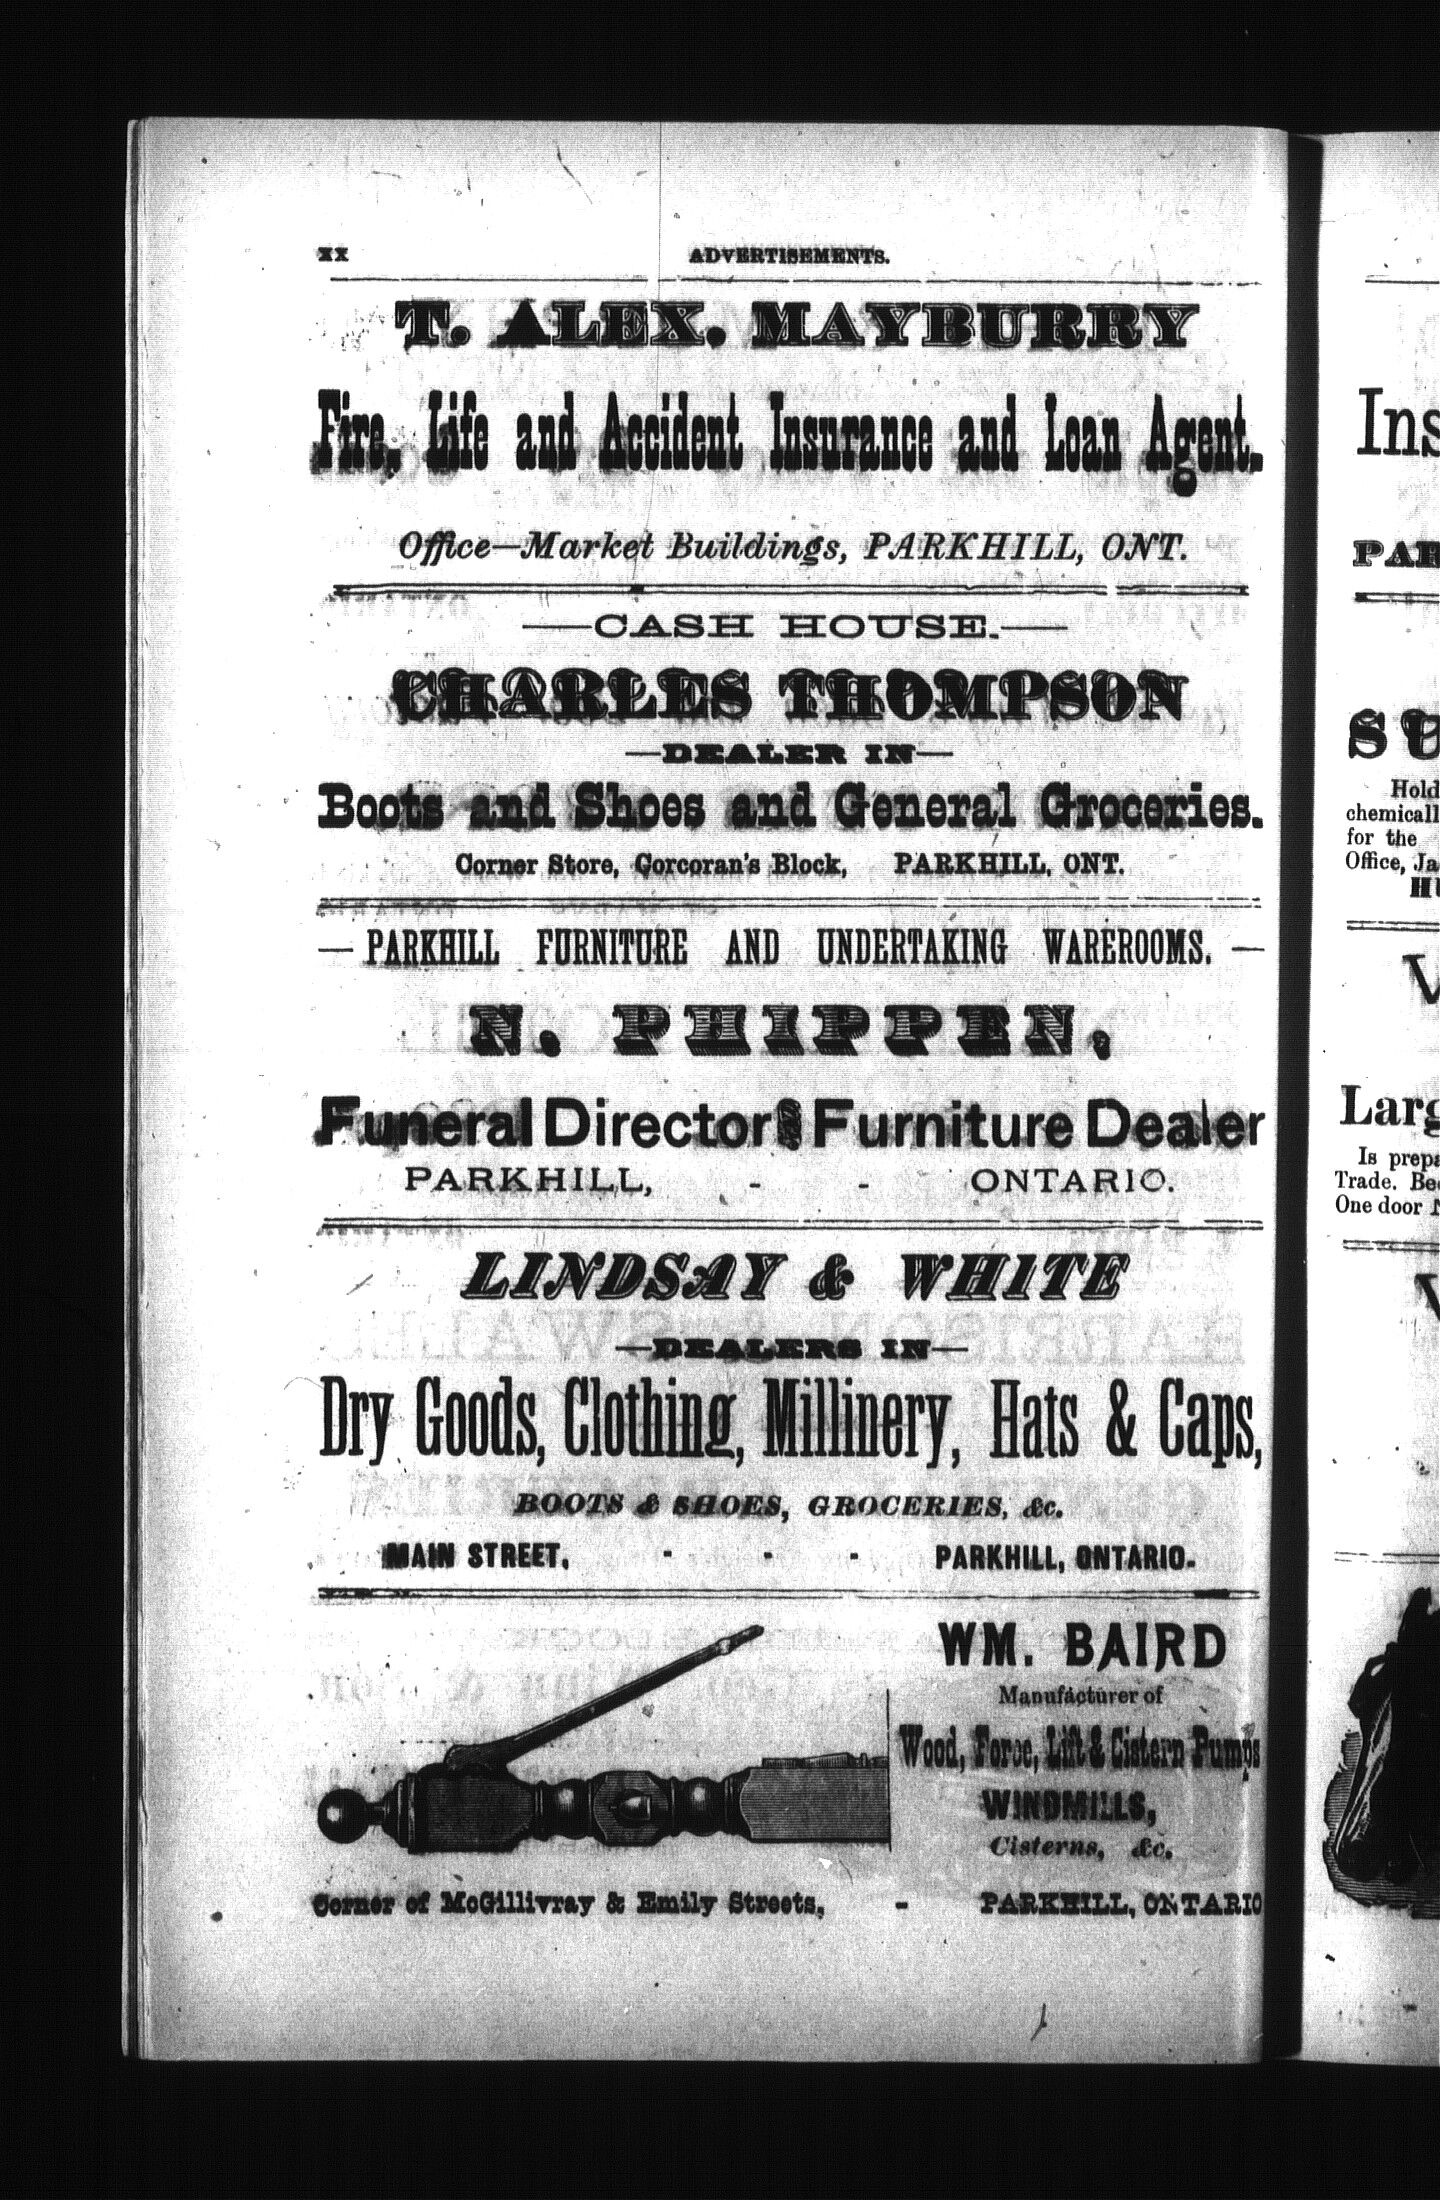 XX ADVERTISEMENTS.
T. ALEX. MAYBURRY
Fire, Life and Accident Insurance and Loan Agent.
Office—Market Buildings, PARKHILL, ONT.
—CASH HOUSE.—
CHARLES THOMPSON
—DEALER IN—
Boots and Shoes and General Groceries.
Corner Store, Corcoran's Block, PARKHILL, ONT.
— PARKHILL FURNITURE AND UNDERTAKING WAREROOMS. —
N. PHIPPEN,
Funeral Director and Furniture Dealer
PARKHILL, - - ONTARIO.
LINDSAY & WHITE
—DEALERS IN—
Dry Goods, Clothing, Millinery, Hats & Caps,
BOOTS & SHOES, GROCERIES, &c.
MAIN STREET, - - - PARKHILL, ONTARIO.
WM. BAIRD
Manufacturer of
Wood, Force, Lift & Cistern Pumps
WINDMILLS,
Cisterns, &c.
Corner of McGillivray & Emily Streets, - PARKHILL, ONTARIO
Ins
PAR
SU
Hold
chemicall
for the
Office, Ja
HU
Larg
Is prepa
Trade. Bee
One door